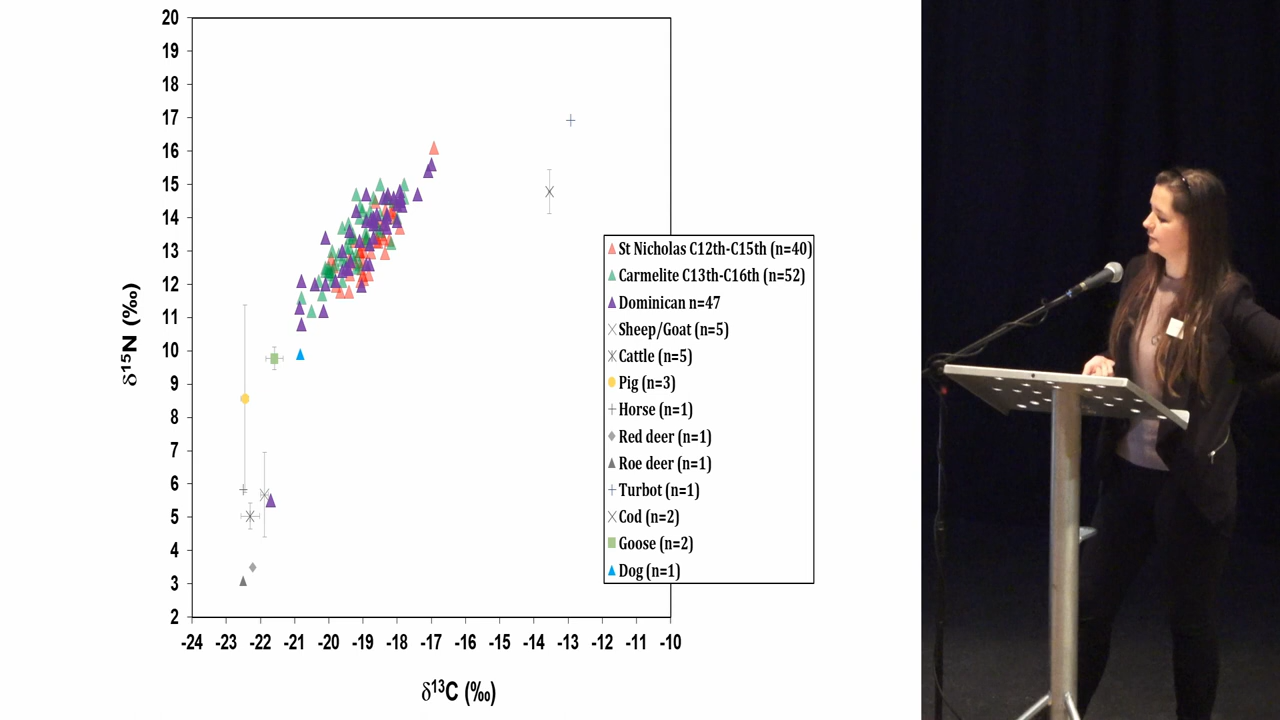 20
19
18
17
16
15
14
13
12
11
10
9
8
7
6
5
4
3
2
δ15N (‰)
St Nicholas C12th-C15th (n=40)
Carmelite C13th-C16th (n=52)
Dominican n=47
Sheep/Goat (n=5)
Cattle (n=5)
Pig (n=3)
Horse (n=1)
Red deer (n=1)
Roe deer (n=1)
Turbot (n=1)
Cod (n=2)
Goose (n=2)
Dog (n=1)
-24 -23 -22 -21 -20 -19 -18 -17 -16 -15 -14 -13 -12 -11 -10
δ13C (‰)